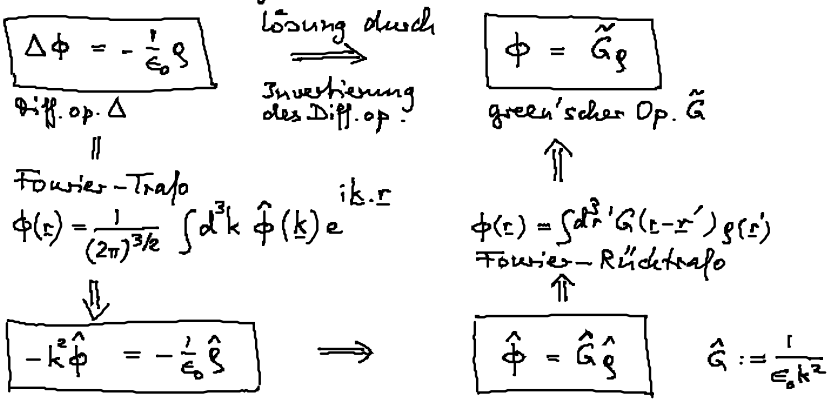 Lösung durch
Δϕ = - 1/ε₀ ρ
⟹
ϕ = G̃ρ
Invertierung
des Diff.op.
Diff.op. Δ
green'scher Op. G̃
Fourier-Trafo
ϕ(r) = 1/(2π)^{3/2} ∫d³k ϕ̂(k) e^{ik·r}
ϕ(r) = ∫d³r' G(r-r') ρ(r')
Fourier-Rücktrafo
-k²ϕ̂ = - 1/ε₀ ρ̂
⟹
ϕ̂ = Ĝρ̂
Ĝ := 1/ε₀k²